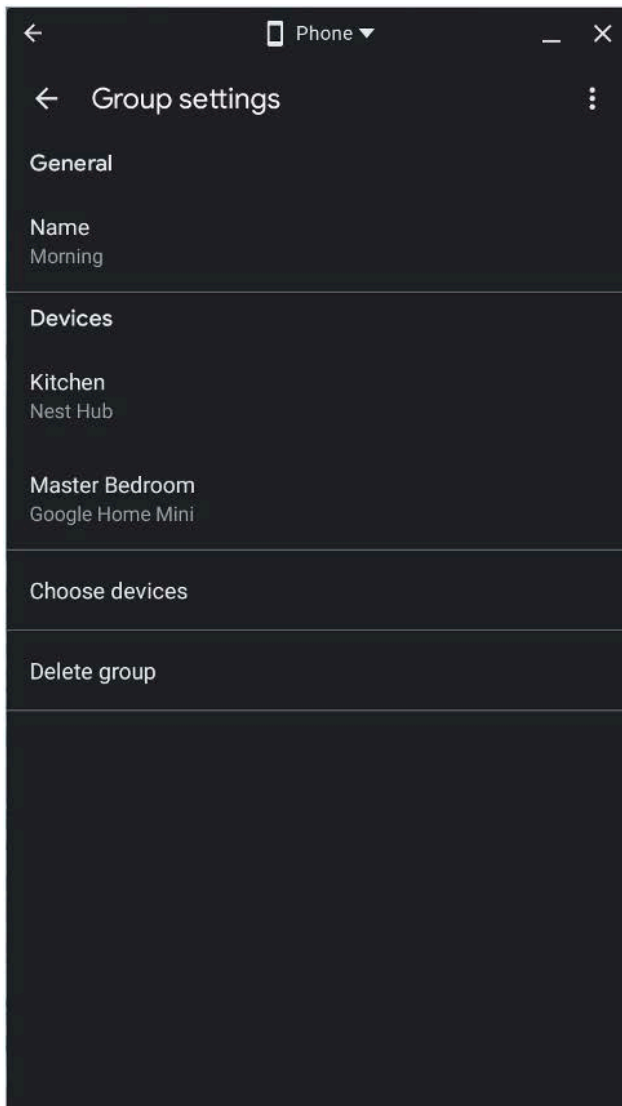 Phone
Group settings
General
Name
Morning
Devices
Kitchen
Nest Hub
Master Bedroom
Google Home Mini
Choose devices
Delete group